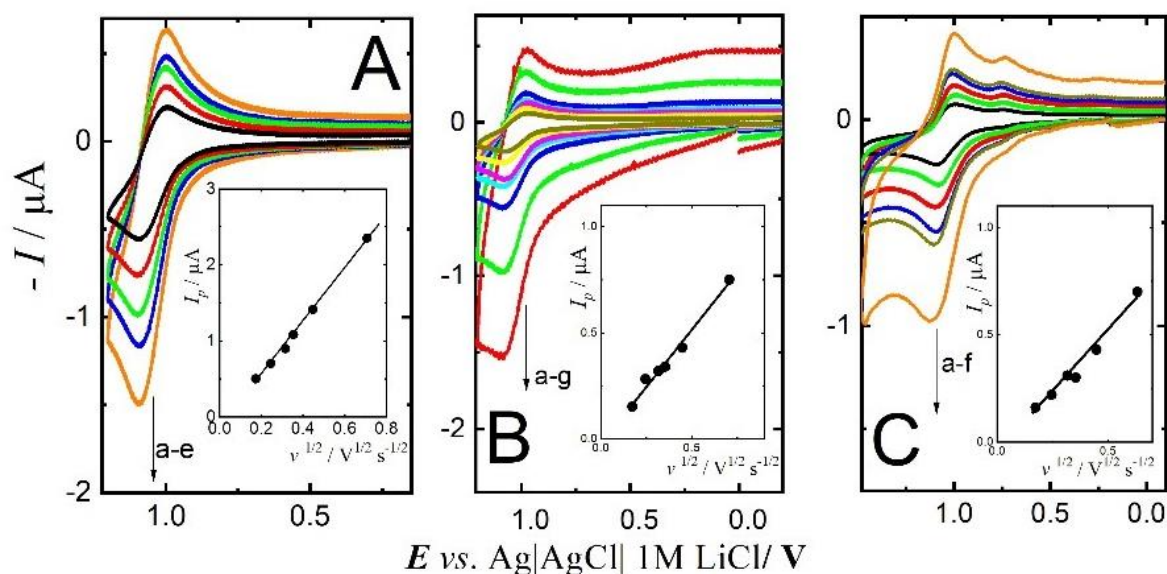 A
B
C
- I / μA
0
-1
-2
3
2
1
0
I_p / μA
0.0 0.2 0.4 0.6 0.8
ν 1/2 / V1/2 s-1/2
a-e
1.0 0.5
0
-1
-2
1.0
0.5
0.0
I_p / μA
0.0 0.5
ν 1/2 / V1/2 s-1/2
a-g
1.0 0.5 0.0
0
-1
1.0
0.5
0.0
I_p / μA
0.0 0.5
ν 1/2 / V1/2 s-1/2
a-f
1.0 0.5 0.0
E vs. Ag|AgCl| 1M LiCl/ V